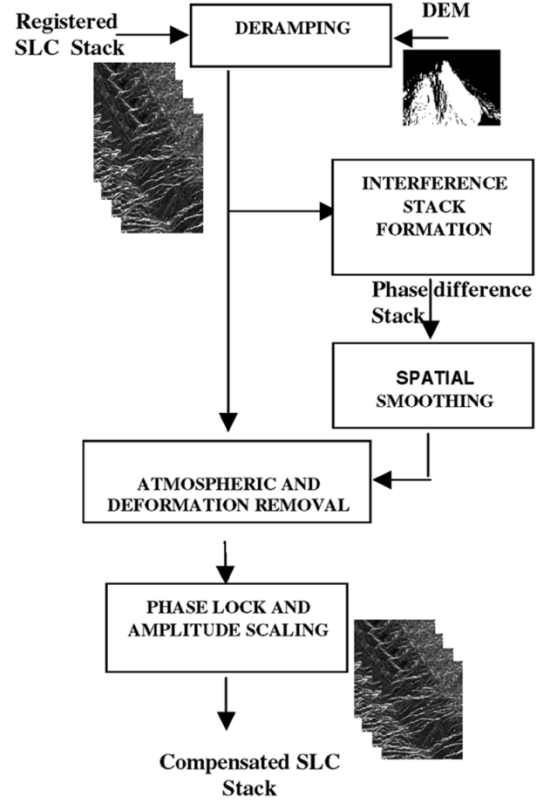 Registered
SLC Stack
DERAMPING
DEM
INTERFERENCE
STACK
FORMATION
Phase difference
Stack
SPATIAL
SMOOTHING
ATMOSPHERIC AND
DEFORMATION REMOVAL
PHASE LOCK AND
AMPLITUDE SCALING
Compensated SLC
Stack